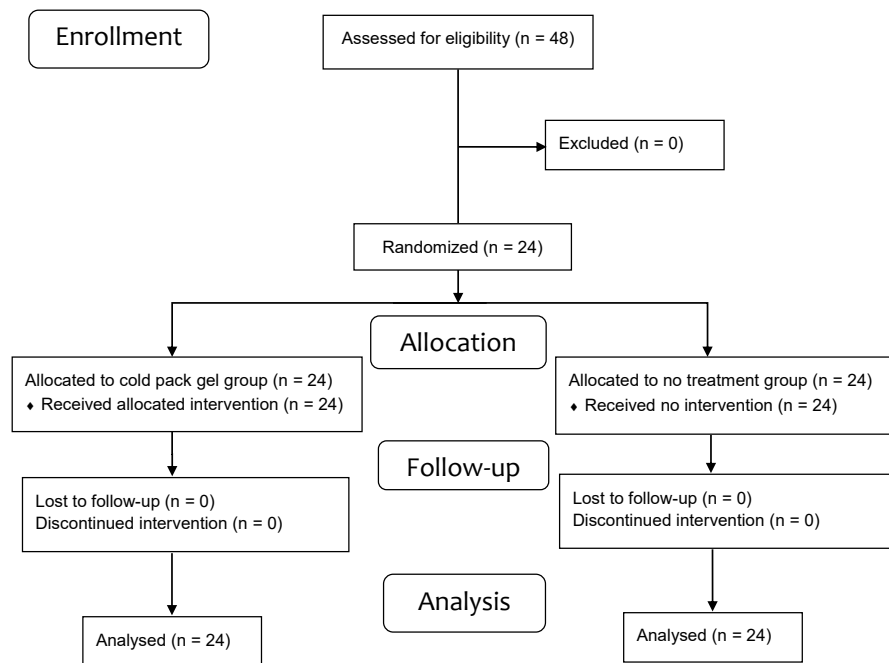 Enrollment
Assessed for eligibility (n = 48)
Excluded (n = 0)
Randomized (n = 24)
Allocation
Allocated to cold pack gel group (n = 24)
♦ Received allocated intervention (n = 24)
Allocated to no treatment group (n = 24)
♦ Received no intervention (n = 24)
Follow-up
Lost to follow-up (n = 0)
Discontinued intervention (n = 0)
Lost to follow-up (n = 0)
Discontinued intervention (n = 0)
Analysis
Analysed (n = 24)
Analysed (n = 24)